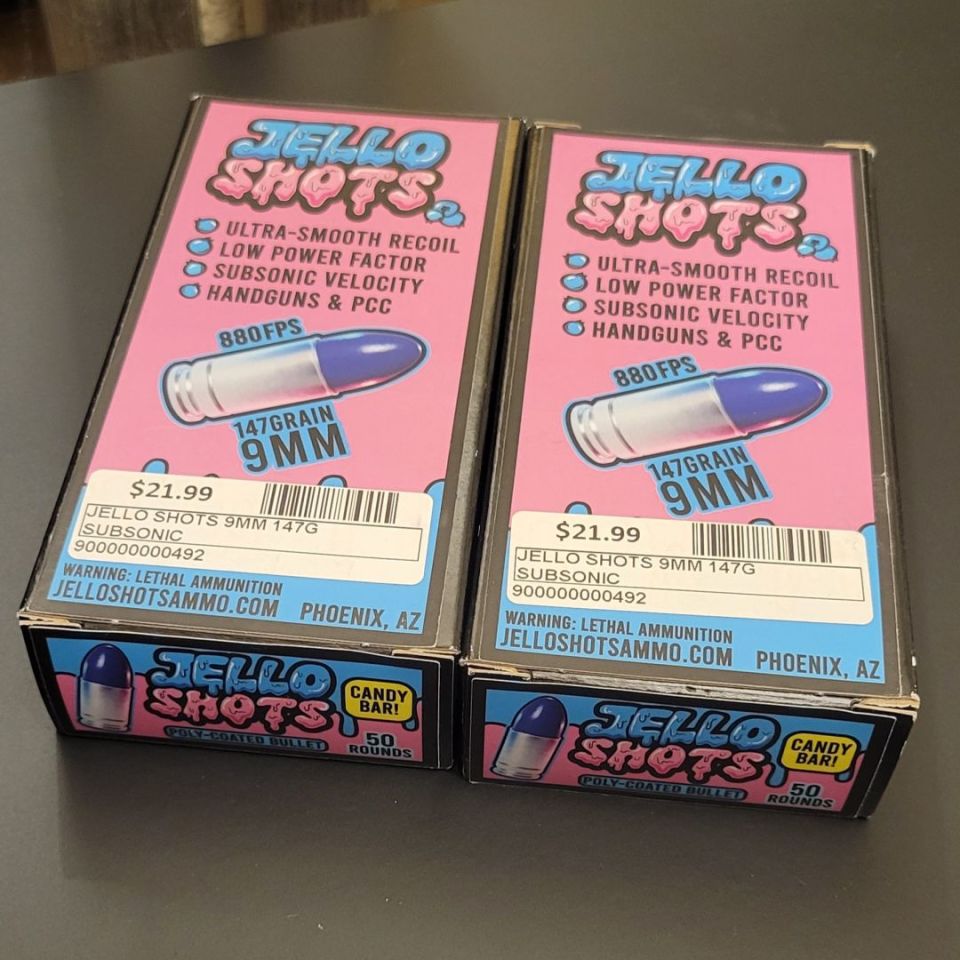 JELLO
SHOTS
ULTRA-SMOOTH RECOIL
LOW POWER FACTOR
SUBSONIC VELOCITY
HANDGUNS & PCC
880FPS
147GRAIN
9MM
$21.99
JELLO SHOTS 9MM 147G
SUBSONIC
900000000492
WARNING: LETHAL AMMUNITION
JELLOSHOTSAMMO.COM PHOENIX, AZ
JELLO
SHOTS
CANDY
BAR!
POLY-COATED BULLET
50
ROUNDS
JELLO
SHOTS
ULTRA-SMOOTH RECOIL
LOW POWER FACTOR
SUBSONIC VELOCITY
HANDGUNS & PCC
880FPS
147GRAIN
9MM
$21.99
JELLO SHOTS 9MM 147G
SUBSONIC
900000000492
WARNING: LETHAL AMMUNITION
JELLOSHOTSAMMO.COM PHOENIX, AZ
JELLO
SHOTS
CANDY
BAR!
POLY-COATED BULLET
50
ROUNDS